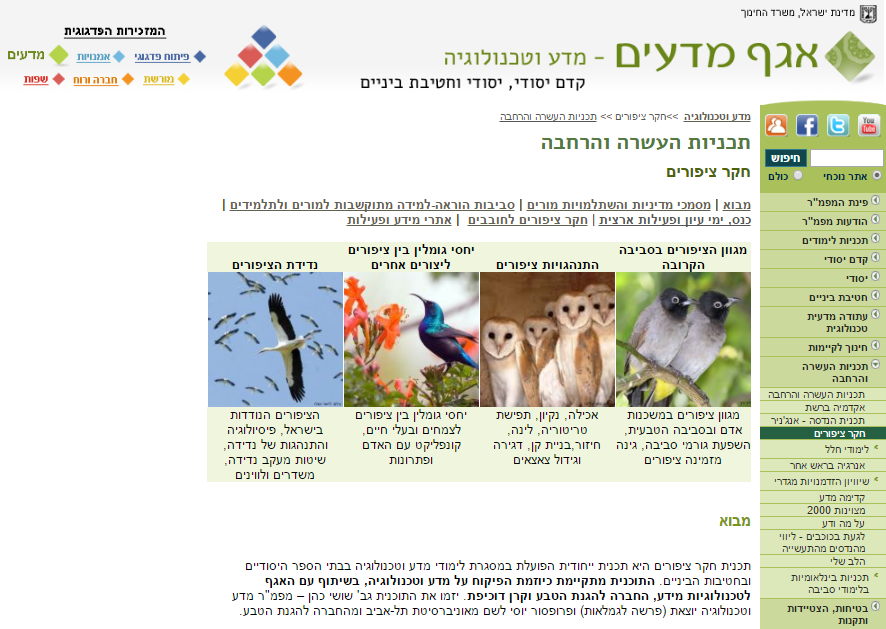 מדינת ישראל, משרד החינוך
אגף מדעים - מדע וטכנולוגיה
קדם יסודי, יסודי וחטיבת ביניים
המזכירות הפדגוגית
פיתוח פדגוגי
אמנויות
מדעים
מורשת
חברה ורוח
שפות
You Tube
חיפוש
אתר נוכחי
כולם
פינת המפמ"ר
הודעות מפמ"ר
תכניות לימודים
קדם יסודי
יסודי
חטיבת ביניים
עתודה מדעית
טכנולוגית
חינוך לקיימות
תכניות העשרה
והרחבה
תכניות העשרה והרחבה
אקדמיה ברשת
תכנית הנדסה - אנג'ניר
חקר ציפורים
לימודי חלל
אנרגיה בראש אחר
שיוויון הזדמנויות מגדרי
קדימה מדע
מצוינות 2000
על מה ודע
לגעת בכוכבים - ליווי
מהנדסים מהתעשייה
הלב שלי
תכניות בינלאומיות
בלימודי סביבה
בטיחות, הצטיידות
ותקנות
מדע וטכנולוגיה >>חקר ציפורים >> תכניות העשרה והרחבה
תכניות העשרה והרחבה
חקר ציפורים
מבוא | מסמכי מדיניות והשתלמויות מורים | סביבות הוראה-למידה מתוקשבות למורים ולתלמידים |
כנס, ימי עיון ופעילות ארצית | חקר ציפורים לחובבים | אתרי מידע ופעילות
מגוון הציפורים בסביבה
הקרובה
התנהגויות ציפורים
יחסי גומלין בין ציפורים
ליצורים אחרים
נדידת הציפורים
מגוון ציפורים במשכנות
אדם ובסביבה הטבעית,
השפעת גורמי סביבה, גינה
מזמינה ציפורים
אכילה, נקיון, תפישת
טריטוריה, לינה,
חיזור,בניית קן, דגירה
וגידול צאצאים
יחסי גומלין בין ציפורים
לצמחים ובעלי חיים,
קונפליקט עם האדם
ופתרונות
הציפורים הנודדות
בישראל, פיסיולוגיה
והתנהגות של נדידה,
שיטות מעקב נדידה,
משדרים ולווינים
מבוא
תכנית חקר ציפורים היא תכנית ייחודית הפועלת במסגרת לימודי מדע וטכנולוגיה בבתי הספר היסודיים
ובחטיבות הביניים. התוכנית מתקיימת כיוזמת הפיקוח על מדע וטכנולוגיה, בשיתוף עם האגף
לטכנולוגיות מידע, החברה להגנת הטבע וקרן דוכיפת. יזמו את התוכנית גב' שושי כהן – מפמ"ר מדע
וטכנולוגיה יוצאת (פרשה לגמלאות) ופרופסור יוסי לשם מאוניברסיטת תל-אביב ומהחברה להגנת הטבע.